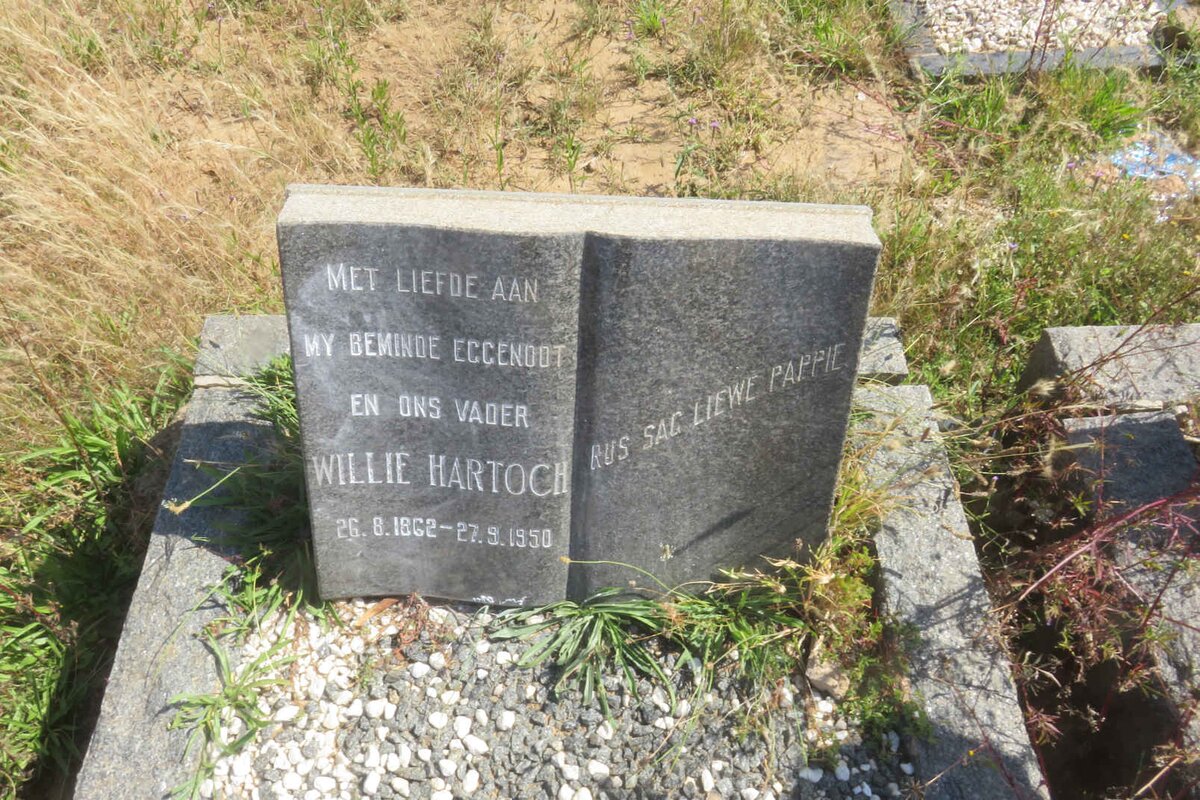 MET LIEFDE AAN
MY BEMINDE EGGENOOT
EN ONS VADER
WILLIE HARTOGH
26.8.1862-27.9.1950
RUS SAG LIEWE PAPPIE